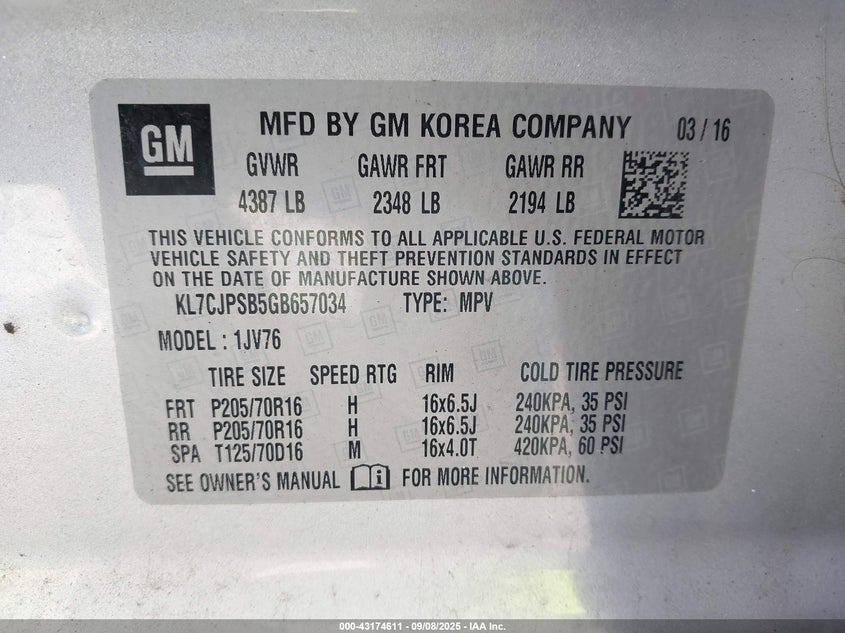 GM
MFD BY GM KOREA COMPANY 03 / 16
GVWR GAWR FRT GAWR RR
4387 LB 2348 LB 2194 LB
THIS VEHICLE CONFORMS TO ALL APPLICABLE U.S. FEDERAL MOTOR
VEHICLE SAFETY AND THEFT PREVENTION STANDARDS IN EFFECT
ON THE DATE OF MANUFACTURE SHOWN ABOVE.
KL7CJPSB5GB657034 TYPE: MPV
MODEL : 1JV76
TIRE SIZE SPEED RTG RIM COLD TIRE PRESSURE
FRT P205/70R16 H 16x6.5J 240KPA, 35 PSI
RR P205/70R16 H 16x6.5J 240KPA, 35 PSI
SPA T125/70D16 M 16x4.0T 420KPA, 60 PSI
SEE OWNER'S MANUAL FOR MORE INFORMATION.
000-43174611 - 09/08/2025 - IAA Inc.